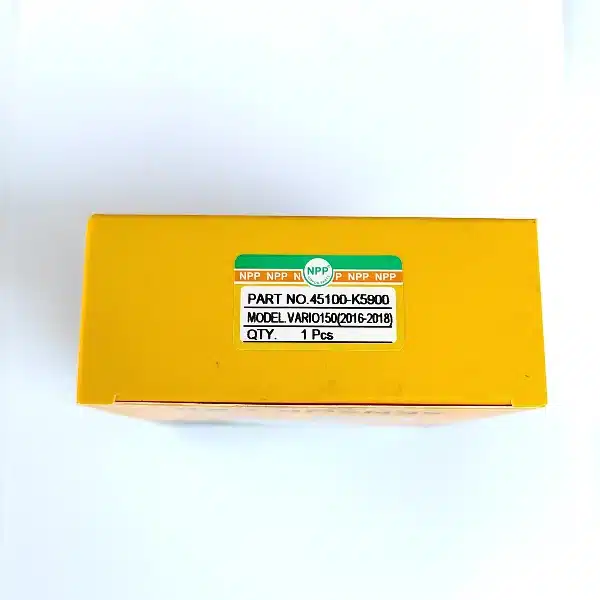 NPP NPP N NPP P NPP NPP
PART NO.45100-K5900
MODEL.VARIO150(2016-2018)
QTY. 1 Pcs